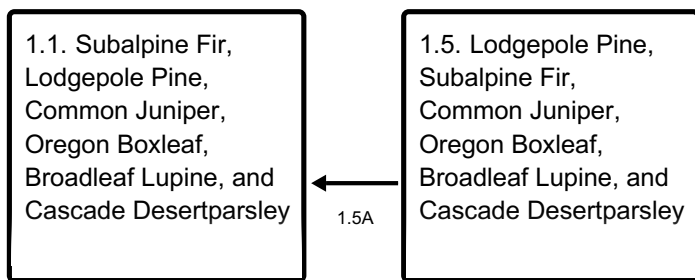 1.1. Subalpine Fir,
Lodgepole Pine,
Common Juniper,
Oregon Boxleaf,
Broadleaf Lupine, and
Cascade Desertparsley
1.5A
1.5. Lodgepole Pine,
Subalpine Fir,
Common Juniper,
Oregon Boxleaf,
Broadleaf Lupine, and
Cascade Desertparsley